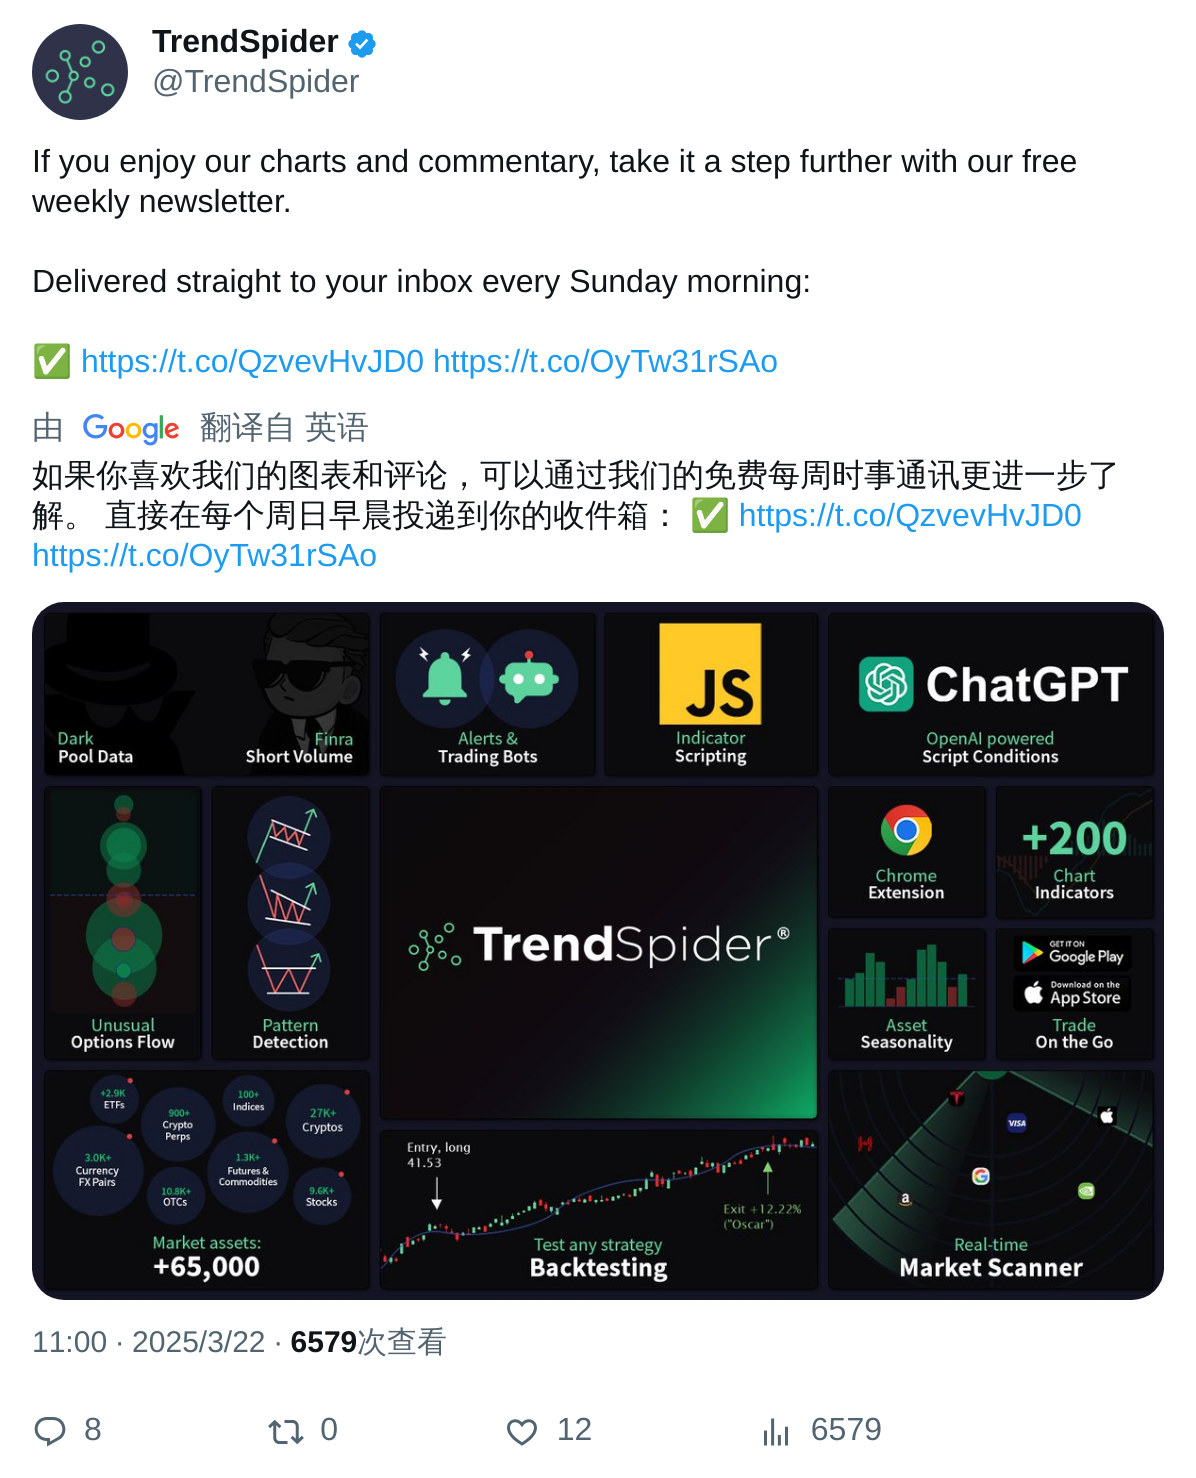 TrendSpider
@TrendSpider
If you enjoy our charts and commentary, take it a step further with our free
weekly newsletter.
Delivered straight to your inbox every Sunday morning:
✅ https://t.co/QzvevHvJD0 https://t.co/OyTw31rSAo
由 Google 翻译自 英语
如果你喜欢我们的图表和评论，可以通过我们的免费每周时事通讯更进一步了
解。 直接在每个周日早晨投递到你的收件箱： ✅ https://t.co/QzvevHvJD0
https://t.co/OyTw31rSAo
Dark
Pool Data
Finra
Short Volume
Alerts &
Trading Bots
JS
Indicator
Scripting
ChatGPT
OpenAI powered
Script Conditions
Unusual
Options Flow
Pattern
Detection
TrendSpider®
Chrome
Extension
+200
Chart
Indicators
Asset
Seasonality
GET IT ON
Google Play
Download on the
App Store
Trade
On the Go
+2.9K
ETFs
900+
Crypto
Perps
100+
Indices
27K+
Cryptos
3.0K+
Currency
FX Pairs
10.8K+
OTCs
1.3K+
Futures &
Commodities
9.6K+
Stocks
Market assets:
+65,000
Entry, long
41.53
Exit +12.22%
("Oscar")
Test any strategy
Backtesting
VISA
a
G
Real-time
Market Scanner
11:00 · 2025/3/22 · 6579次查看
8
0
12
6579